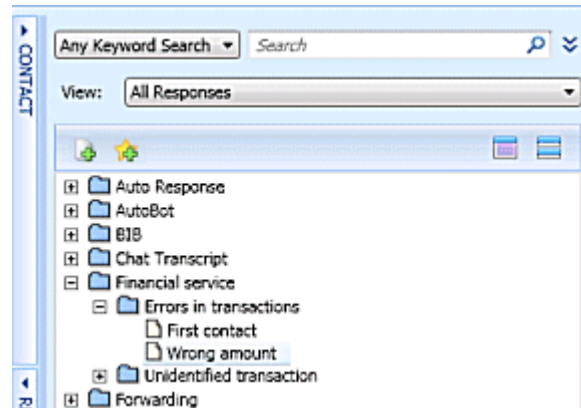 CONTACT
Any Keyword Search Search
View: All Responses
Auto Response
AutoBot
BIB
Chat Transcript
Financial service
Errors in transactions
First contact
Wrong amount
Unidentified transaction
Forwarding